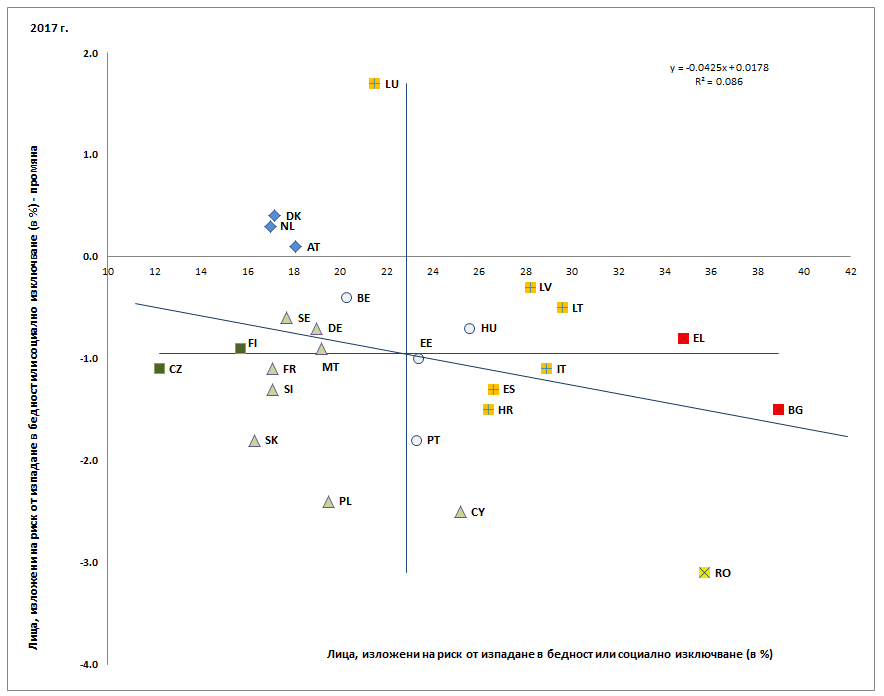 2017 г.
2.0
y = -0.0425x + 0.0178
R² = 0.086
LU
1.0
DK
NL
AT
0.0
10 12 14 16 18 20 22 24 26 28 30 32 34 36 38 40 42
LV
BE
LT
SE
DE
HU
EL
FI
EE
-1.0
CZ
FR
MT
IT
SI
ES
HR
BG
SK
PT
-2.0
PL
CY
-3.0
RO
-4.0
Лица, изложени на риск от изпадане в бедност или социално изключване (в %) - промяна
Лица, изложени на риск от изпадане в бедност или социално изключване (в %)